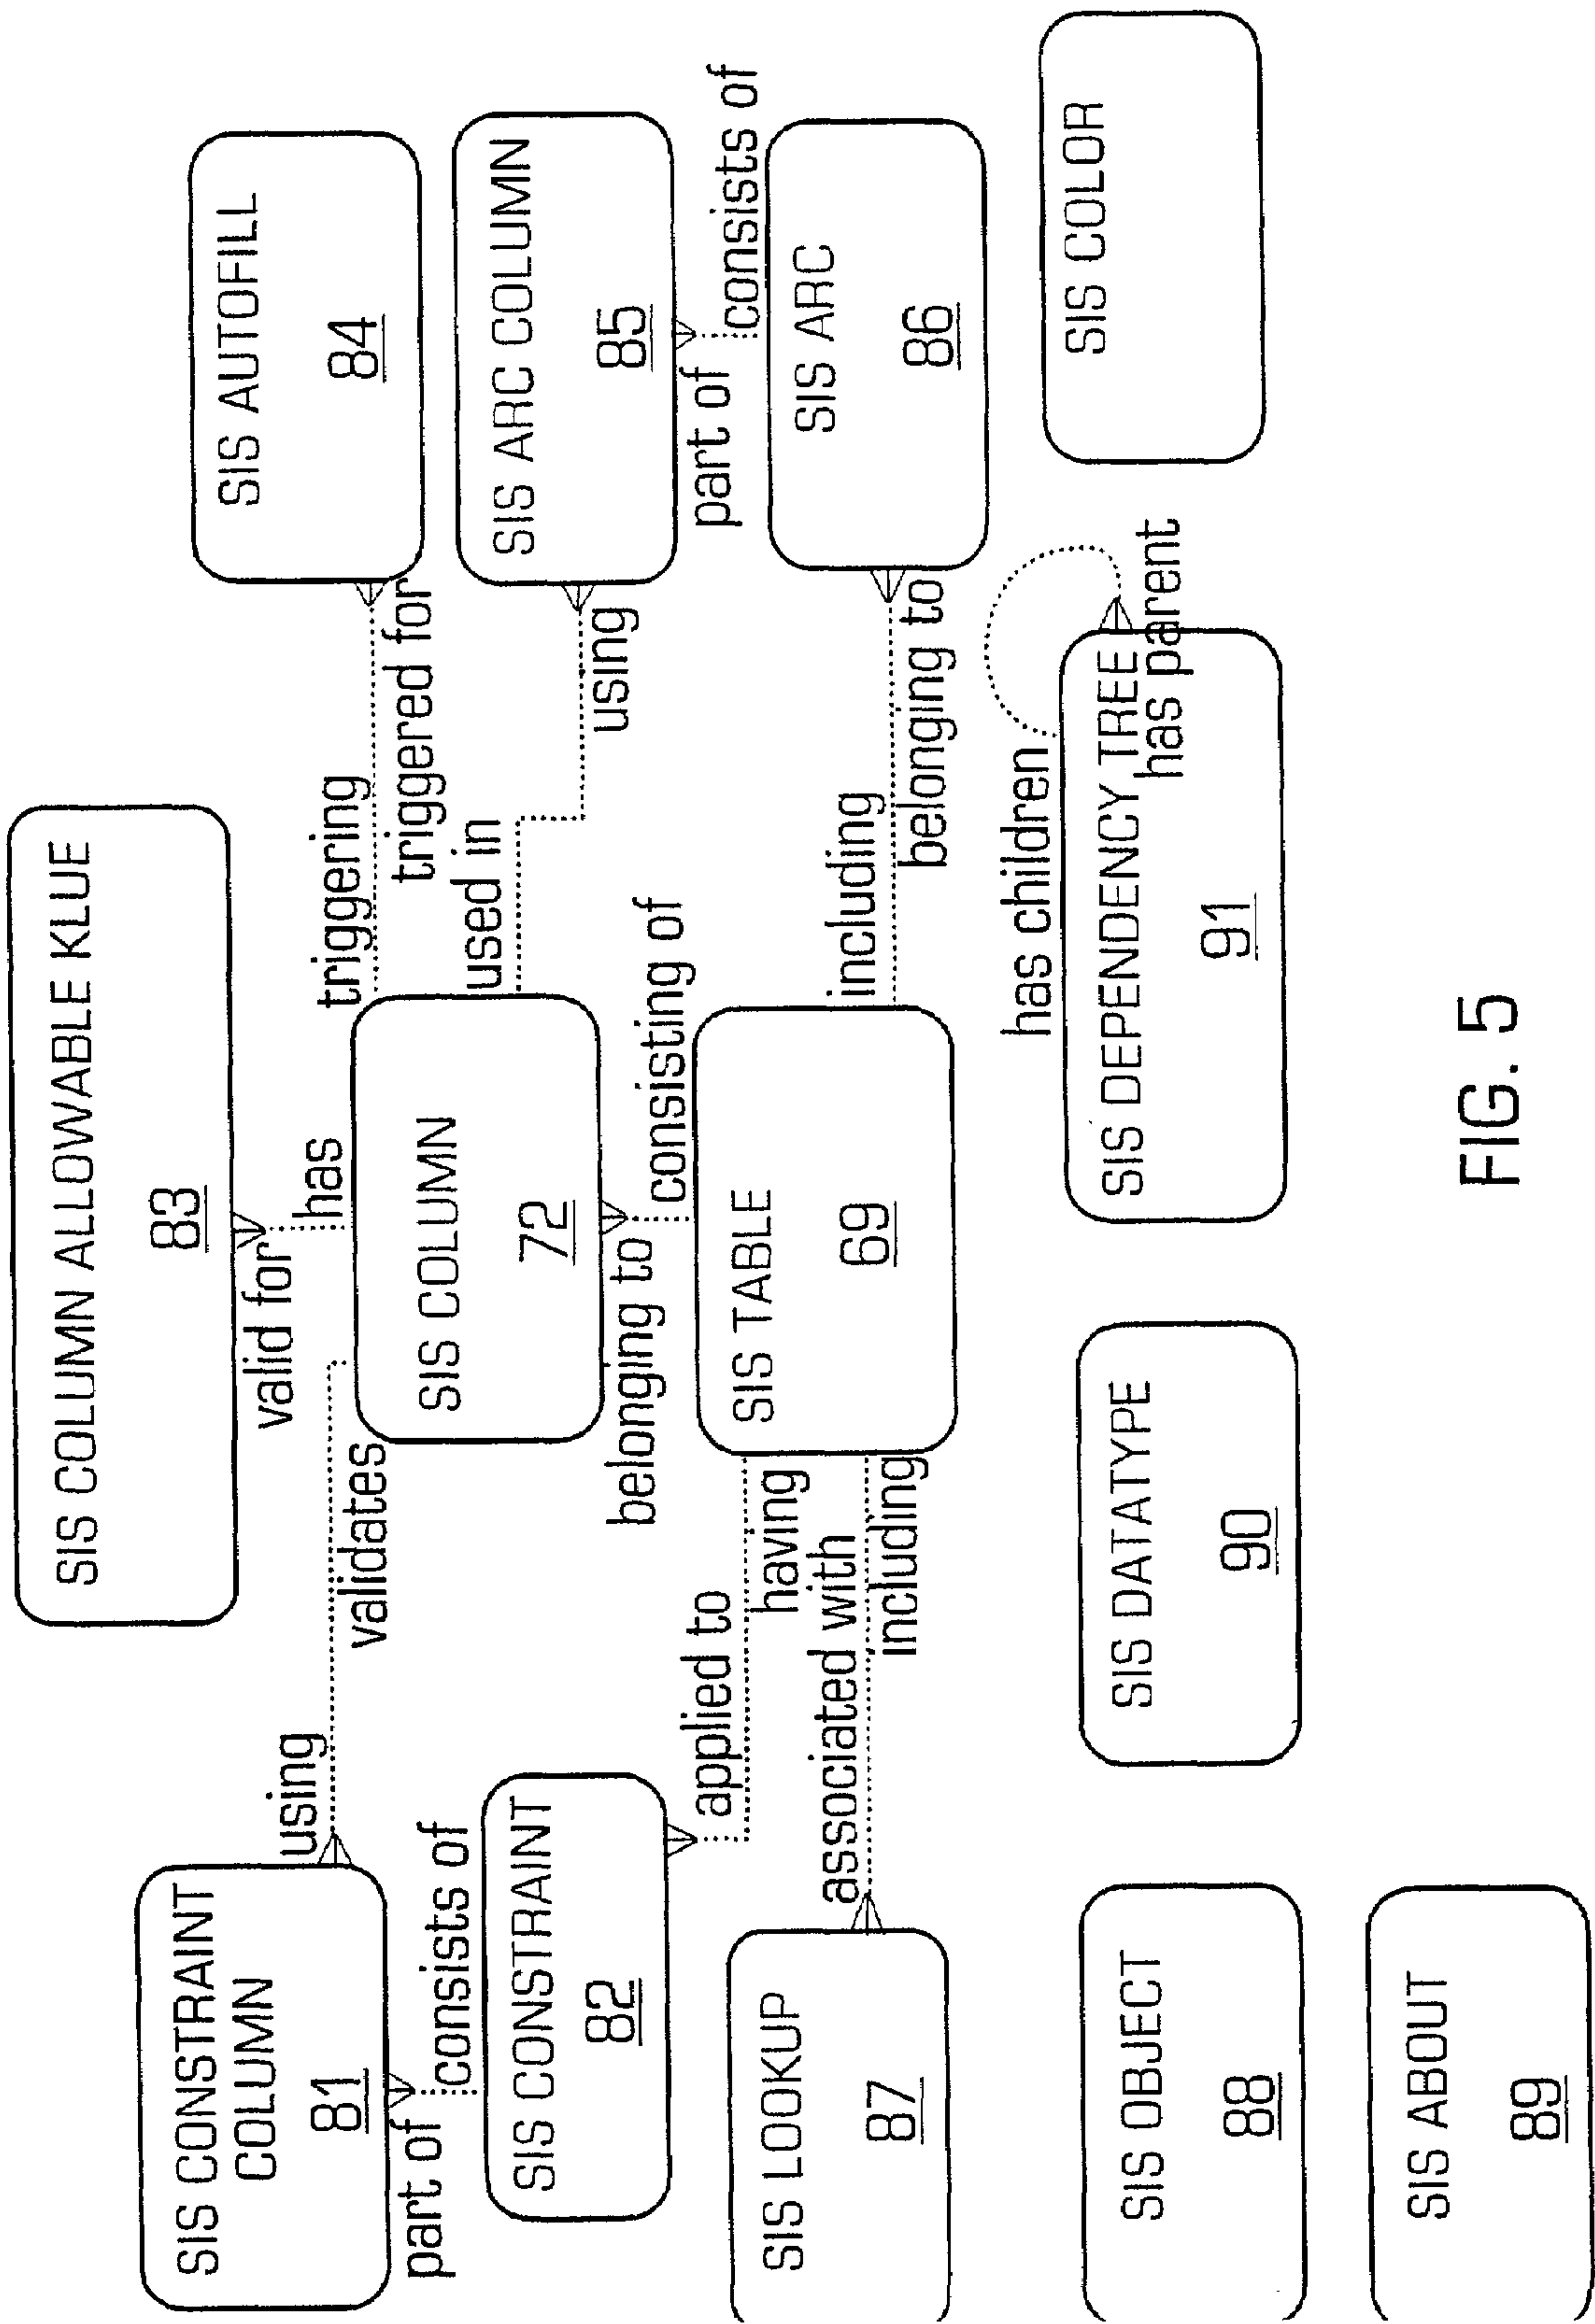 SIS COLUMN ALLOWABLE KLUE
83
valid for
has
SIS CONSTRAINT
COLUMN
81
using
validates
part of
consists of
SIS CONSTRAINT
82
SIS COLUMN
72
triggering
triggered for
SIS AUTOFILL
84
used in
using
SIS ARC COLUMN
85
part of
consists of
SIS ARC
86
belonging to
consisting of
SIS TABLE
69
applied to
having
associated with
including
including
belonging to
SIS LOOKUP
87
SIS OBJECT
88
SIS DATATYPE
90
has children
SIS DEPENDENCY TREE
has parent
91
SIS COLOR
SIS ABOUT
89
FIG. 5